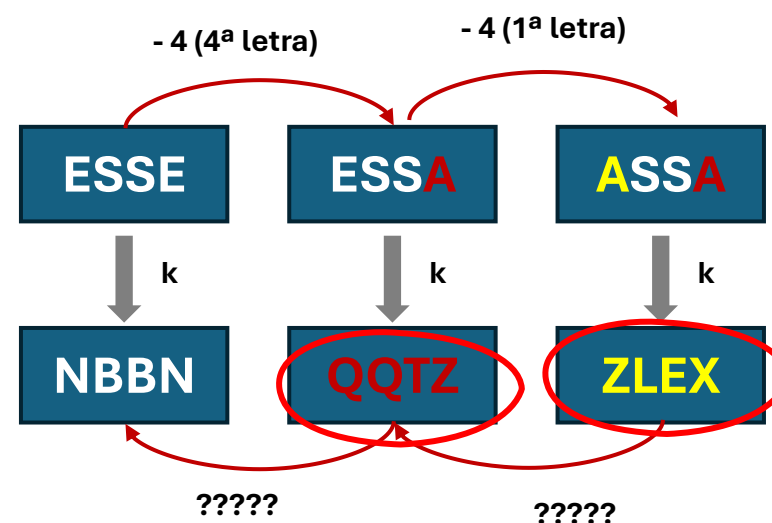 - 4 (4ª letra)
- 4 (1ª letra)
ESSE
ESSA
ASSA
k
k
k
NBBN
QQTZ
ZLEX
?????
?????